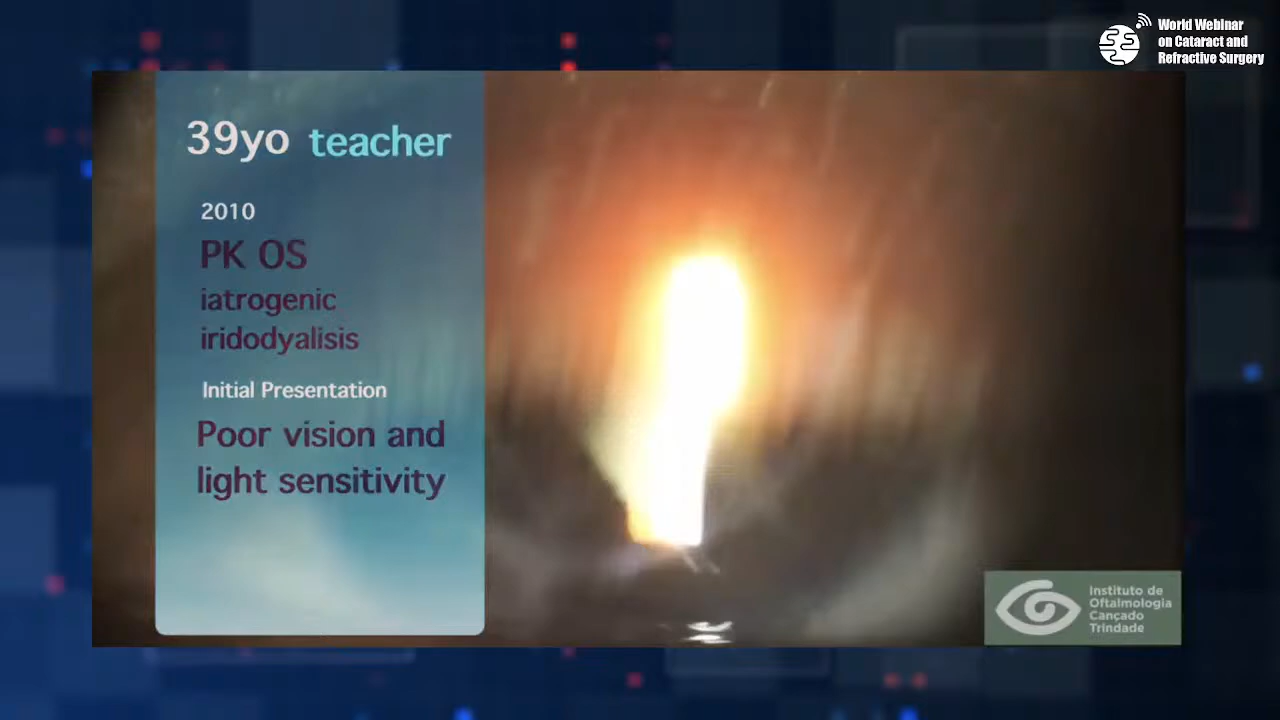 World Webinar
on Cataract and
Refractive Surgery
39yo teacher
2010
PK OS
iatrogenic
iridodyalisis
Initial Presentation
Poor vision and
light sensitivity
Instituto de
Oftalmologia
Cançado
Trindade